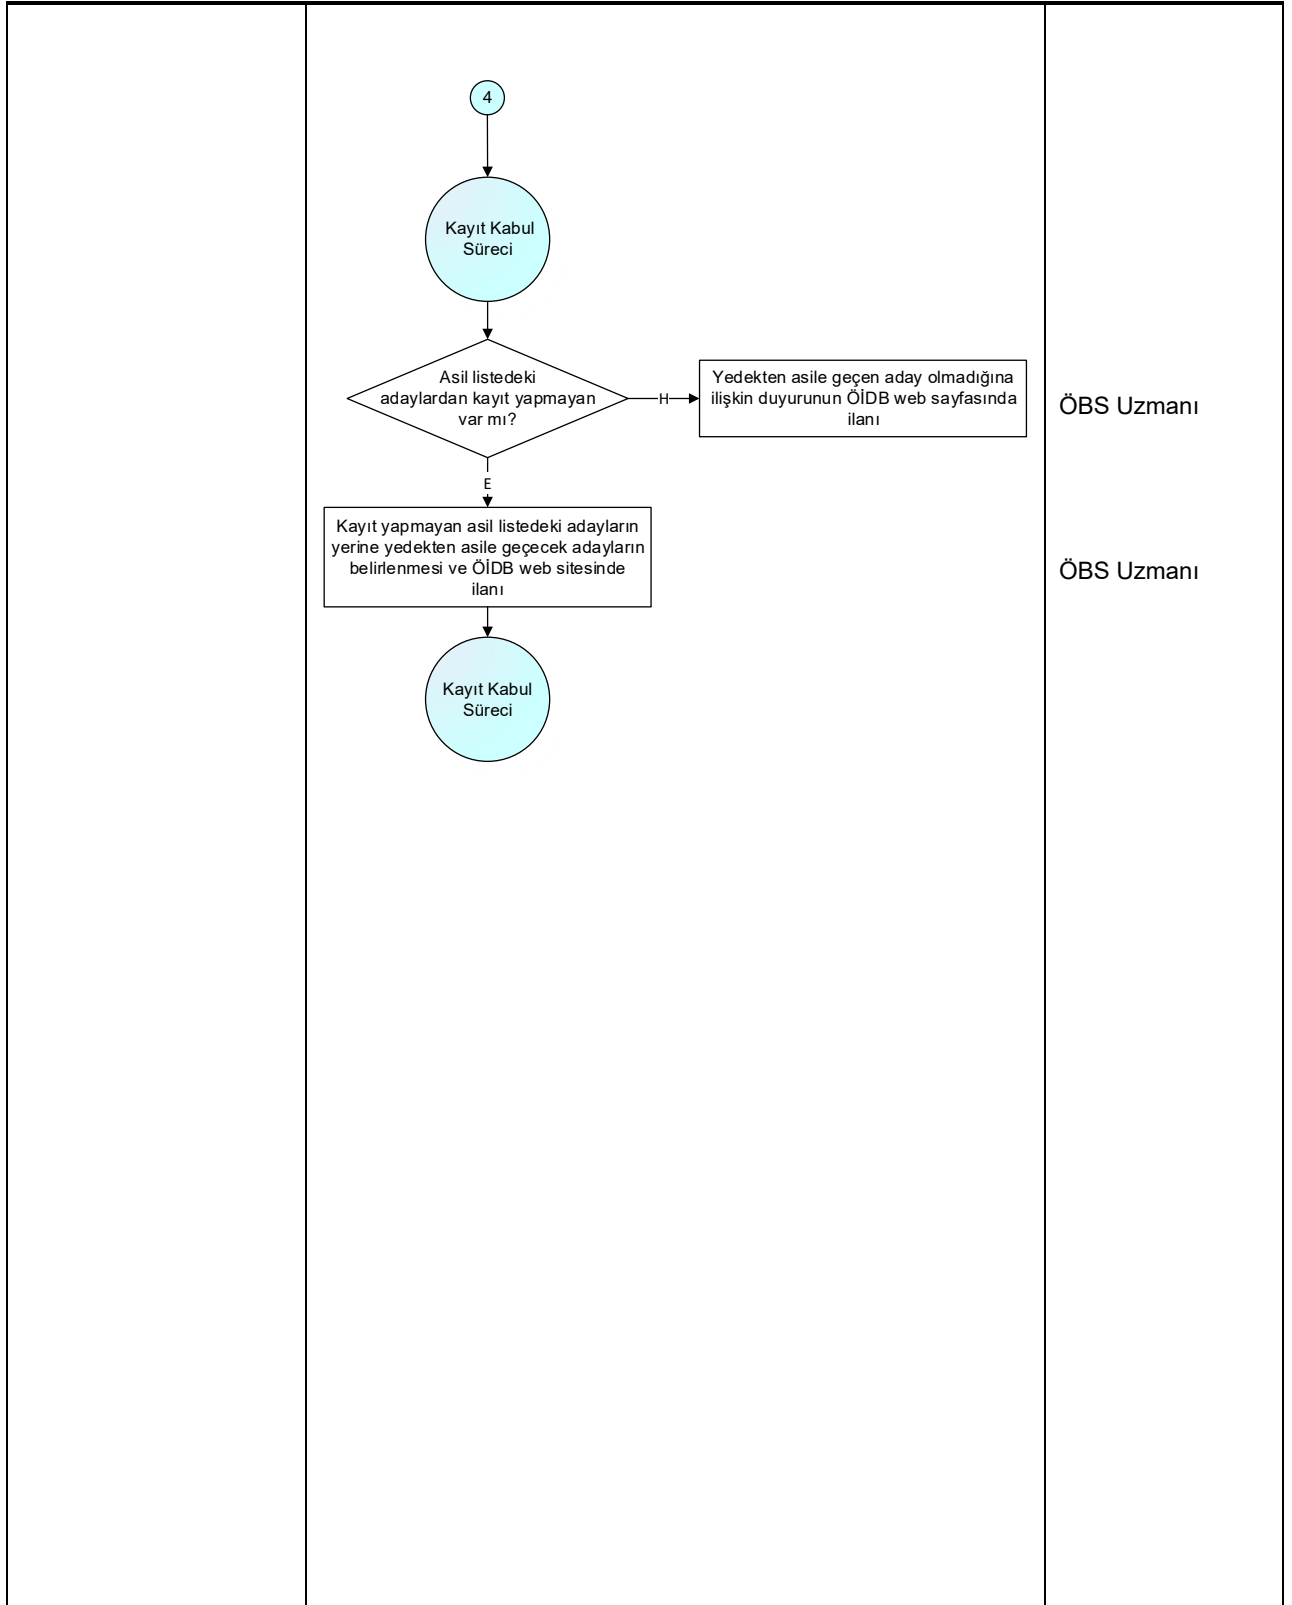 4
Kayıt Kabul
Süreci
Asil listedeki
adaylardan kayıt yapmayan
var mı?
H
Yedekten asile geçen aday olmadığına
ilişkin duyurunun ÖİDB web sayfasında
ilanı
ÖBS Uzmanı
E
Kayıt yapmayan asil listedeki adayların
yerine yedekten asile geçecek adayların
belirlenmesi ve ÖİDB web sitesinde
ilanı
ÖBS Uzmanı
Kayıt Kabul
Süreci